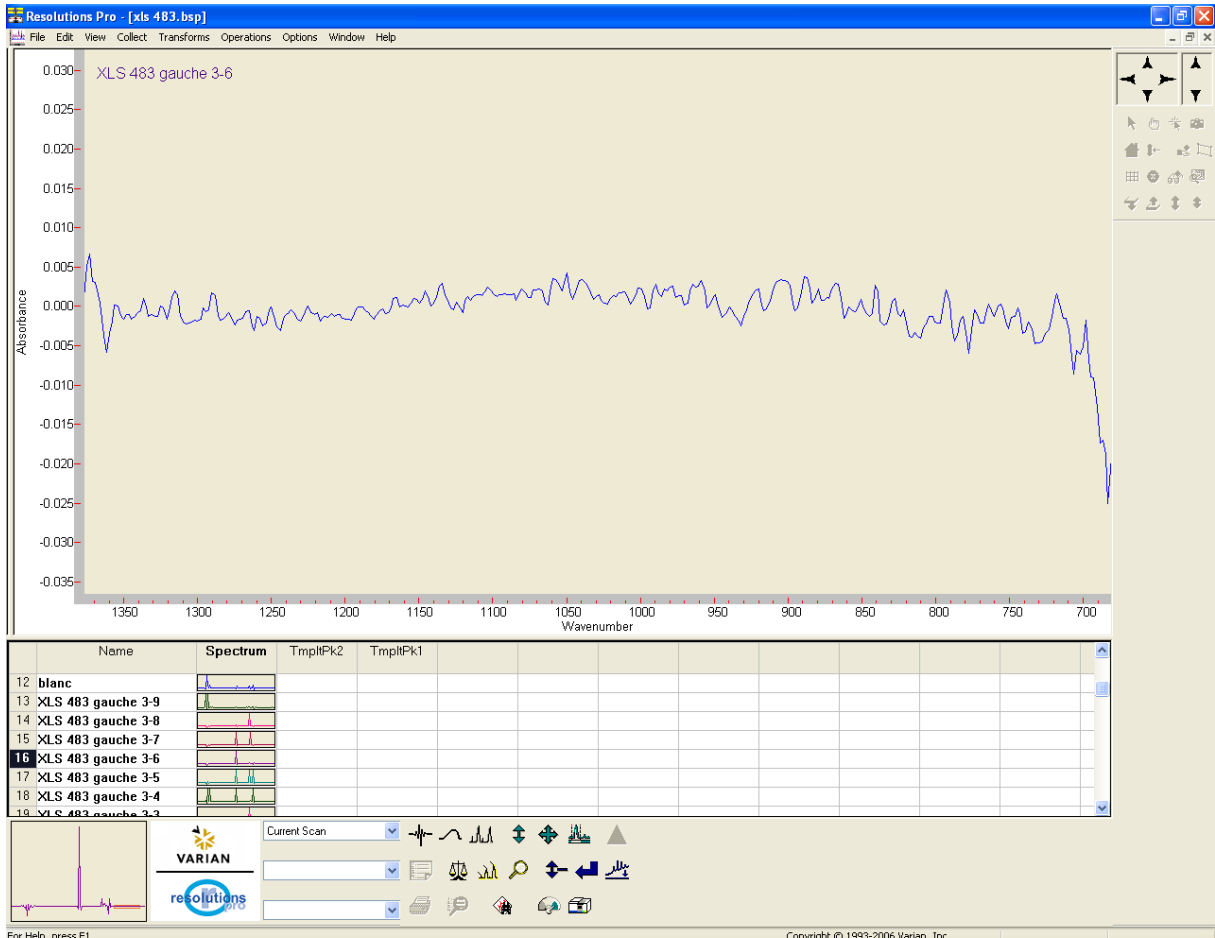 Resolutions Pro - [xls 483.bsp]
File Edit View Collect Transforms Operations Options Window Help
XLS 483 gauche 3-6
0.030
0.025
0.020
0.015
0.010
0.005
0.000
-0.005
-0.010
-0.015
-0.020
-0.025
-0.030
-0.035
Absorbance
1350 1300 1250 1200 1150 1100 1050 1000 950 900 850 800 750 700
Wavenumber
Name Spectrum TmpltPk2 TmpltPk1
12 blanc
13 XLS 483 gauche 3-9
14 XLS 483 gauche 3-8
15 XLS 483 gauche 3-7
16 XLS 483 gauche 3-6
17 XLS 483 gauche 3-5
18 XLS 483 gauche 3-4
19 XLS 483 gauche 3-3
Current Scan
VARIAN
resolutions
pro
For Help, press F1
Copyright © 1993-2006 Varian, Inc.